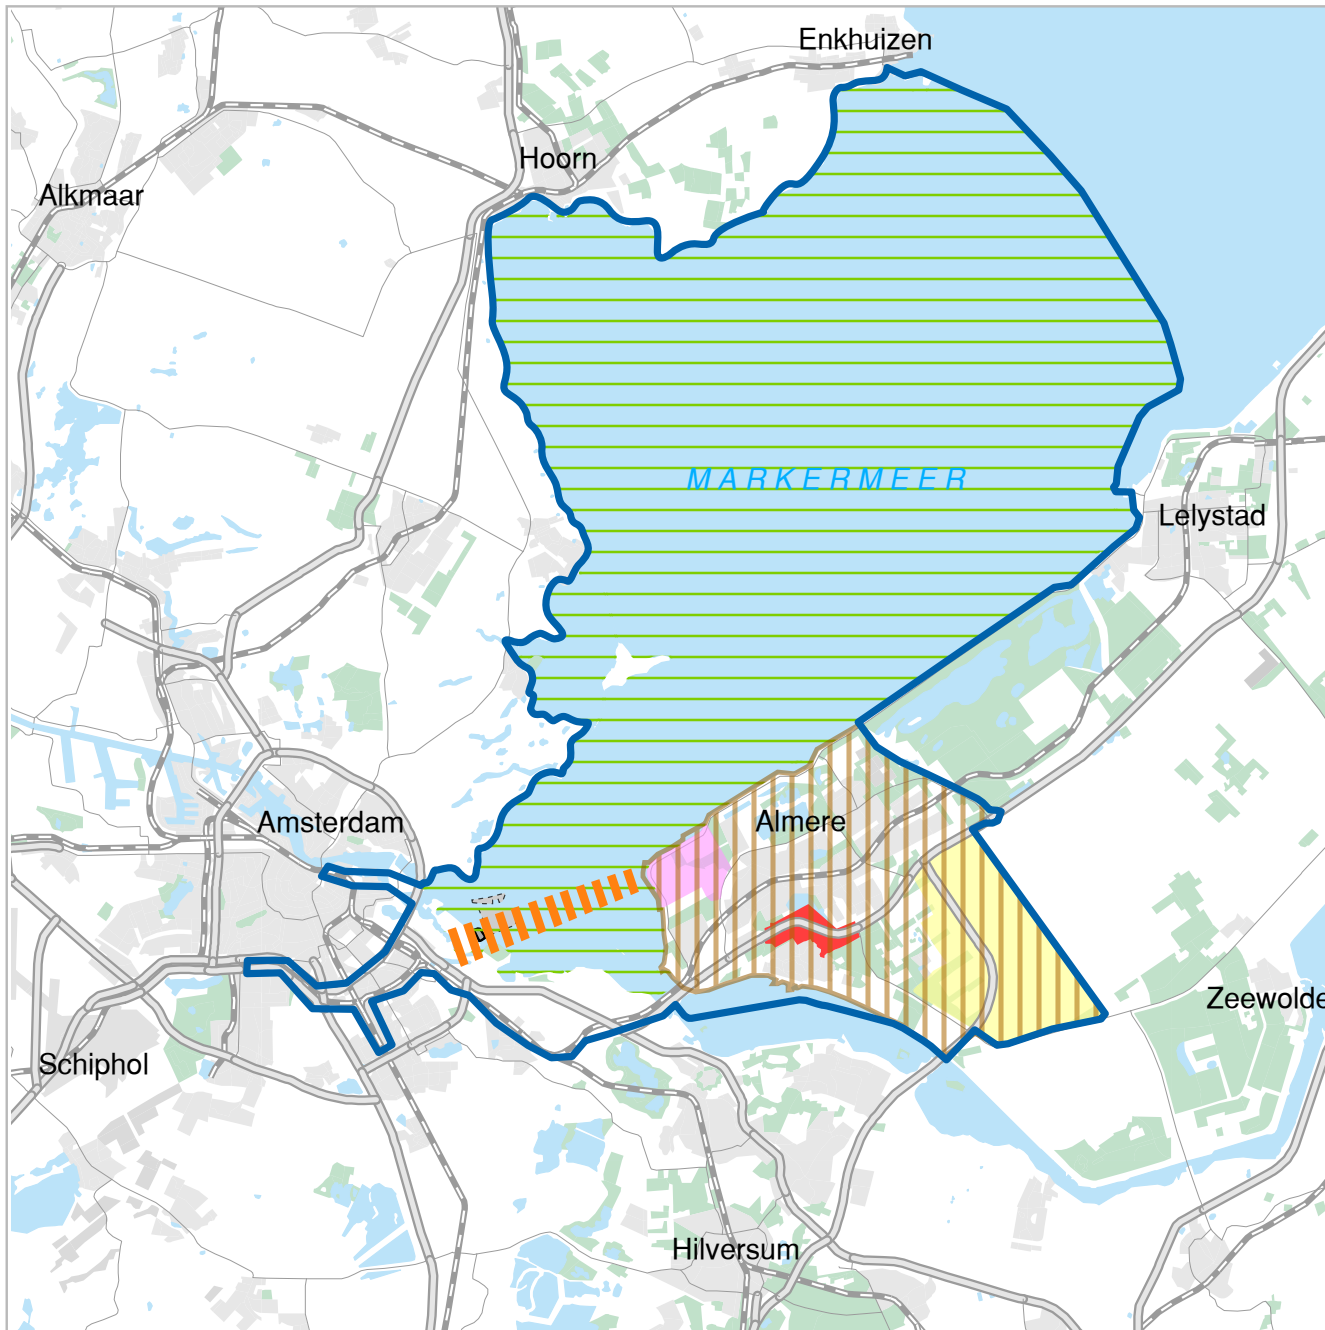 Enkhuizen
Hoorn
Alkmaar
MARKERMEER
Lelystad
Amsterdam
Almere
Zeewolde
Schiphol
Hilversum